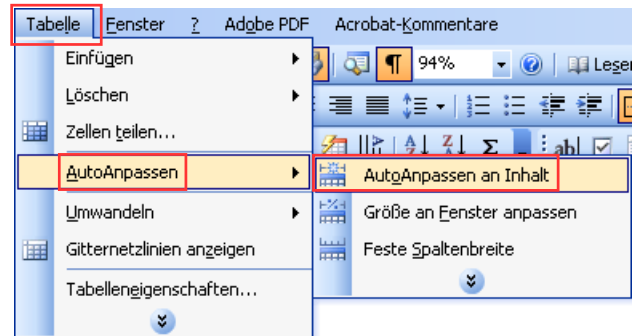 Tabelle Fenster ? Adobe PDF Acrobat-Kommentare
Einfügen
94%
Löschen
Zellen teilen...
AutoAnpassen
AutoAnpassen an Inhalt
Umwandeln
Größe an Fenster anpassen
Gitternetzlinien anzeigen
Feste Spaltenbreite
Tabelleneigenschaften...